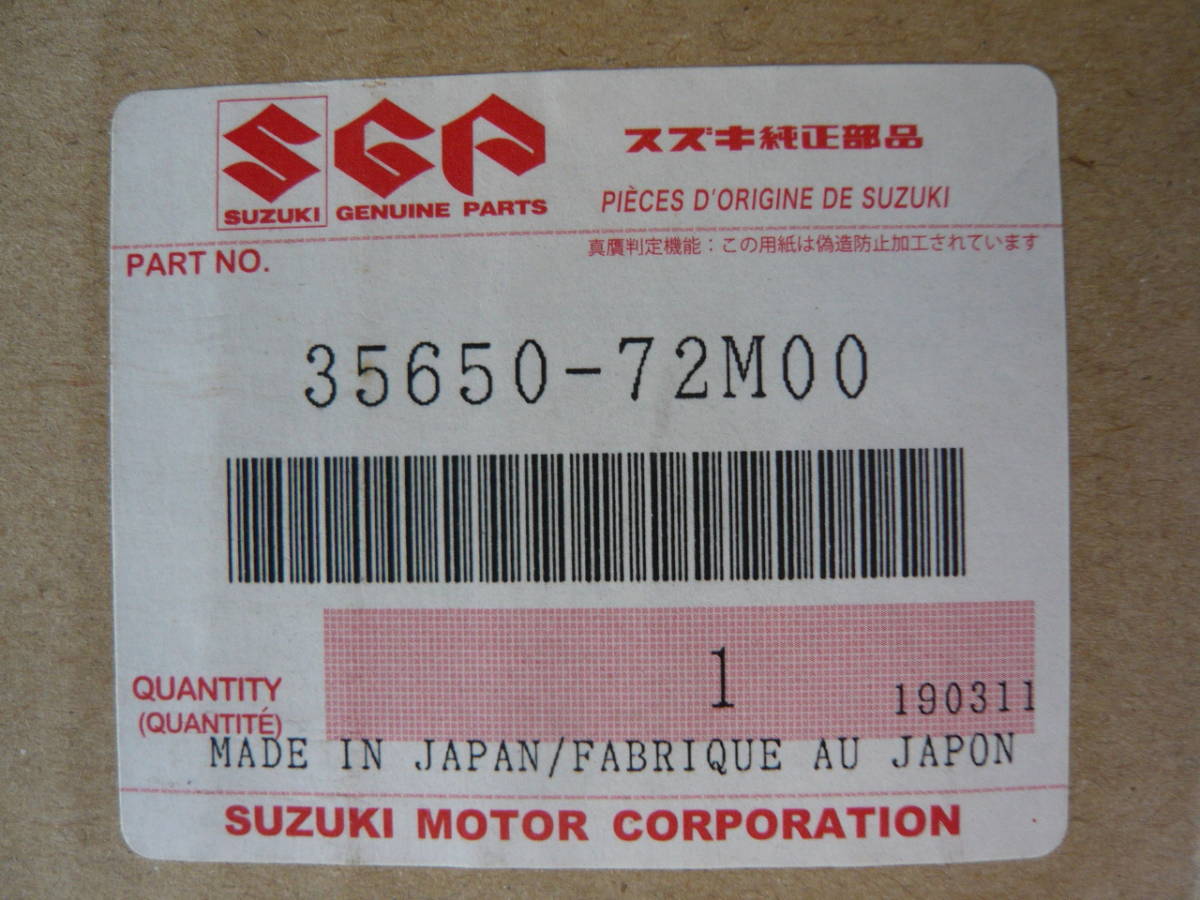 SGP
スズキ純正部品
SUZUKI GENUINE PARTS
PIÈCES D'ORIGINE DE SUZUKI
PART NO.
真贋判定機能:この用紙は偽造防止加工されています
35650-72M00
QUANTITY
(QUANTITÉ)
1
190311
MADE IN JAPAN/FABRIQUE AU JAPON
SUZUKI MOTOR CORPORATION